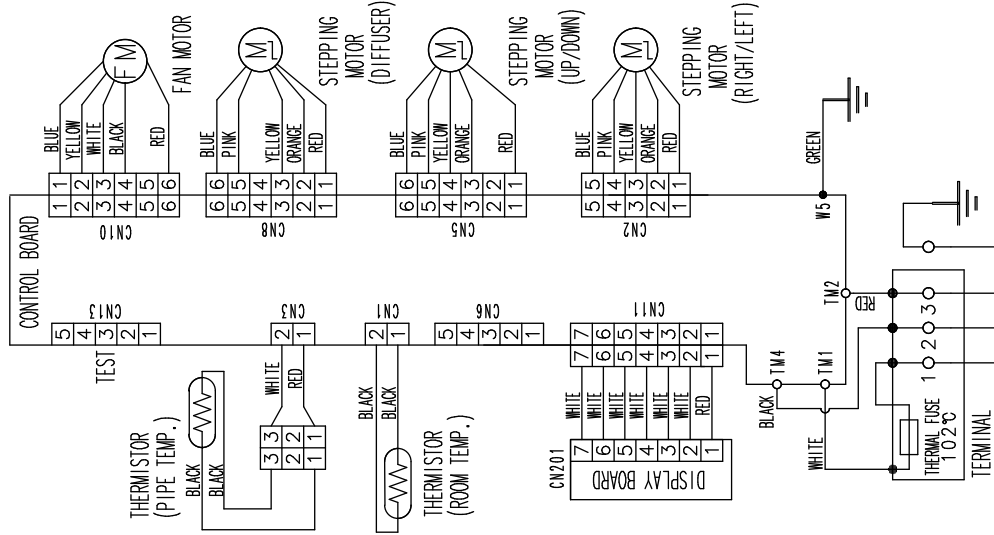 CONTROL BOARD
CN10
1 1
2 2
3 3
4 4
5 5
6 6
BLUE
YELLOW
WHITE
BLACK
RED
FM
FAN MOTOR
CN8
6 6
5 5
4 4
3 3
2 2
1 1
BLUE
PINK
YELLOW
ORANGE
RED
M
STEPPING
MOTOR
(DIFFUSER)
CN5
6 6
5 5
4 4
3 3
2 2
1 1
BLUE
PINK
YELLOW
ORANGE
RED
M
STEPPING
MOTOR
(UP/DOWN)
CN2
5 5
4 4
3 3
2 2
1 1
BLUE
PINK
YELLOW
ORANGE
RED
M
STEPPING
MOTOR
(RIGHT/LEFT)
W5
GREEN
CN13
5
4
3
2
1
TEST
CN3
2
1
WHITE
RED
3 3
2 2
1 1
BLACK
BLACK
THERMISTOR
(PIPE TEMP.)
CN1
2
1
BLACK
BLACK
THERMISTOR
(ROOM TEMP.)
CN6
5
4
3
2
1
CN11
7 7
6 6
5 5
4 4
3 3
2 2
1 1
WHITE
WHITE
WHITE
WHITE
WHITE
WHITE
RED
CN201
7
6
5
4
3
2
1
DISPLAY BOARD
TM4
TM1
TM2
BLACK
WHITE
RED
1
2
3
THERMAL FUSE
102℃
TERMINAL